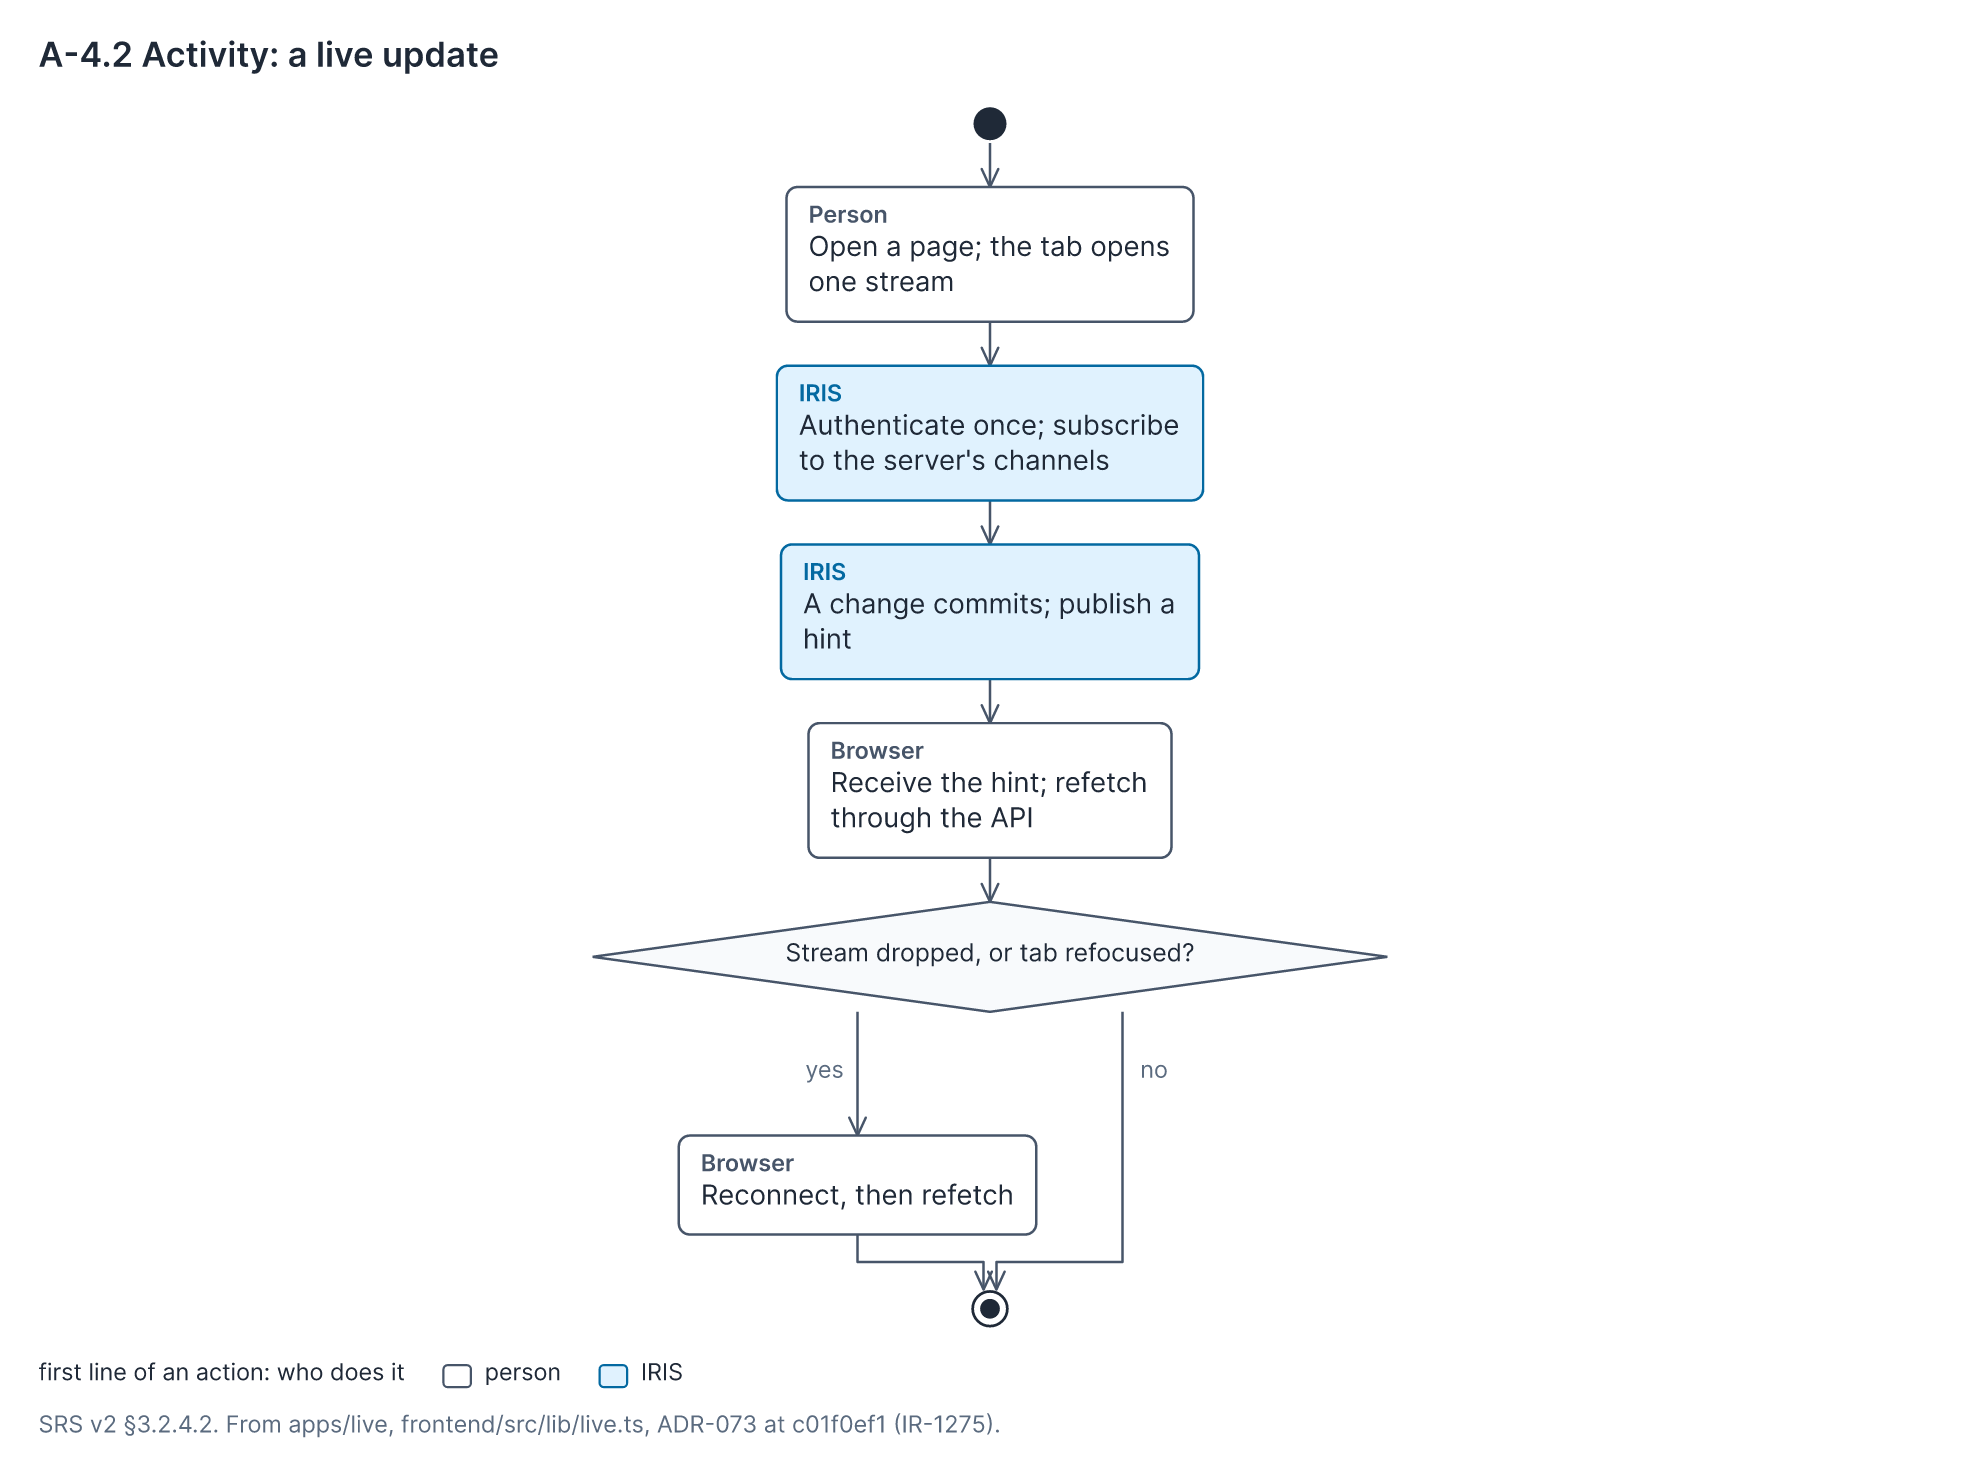 A-4.2 Activity: a live update
Person
Open a page; the tab opens
one stream
IRIS
Authenticate once; subscribe
to the server's channels
IRIS
A change commits; publish a
hint
Browser
Receive the hint; refetch
through the API
Stream dropped, or tab refocused?
yes
no
Browser
Reconnect, then refetch
first line of an action: who does it
person
IRIS
SRS v2 §3.2.4.2. From apps/live, frontend/src/lib/live.ts, ADR-073 at c01f0ef1 (IR-1275).